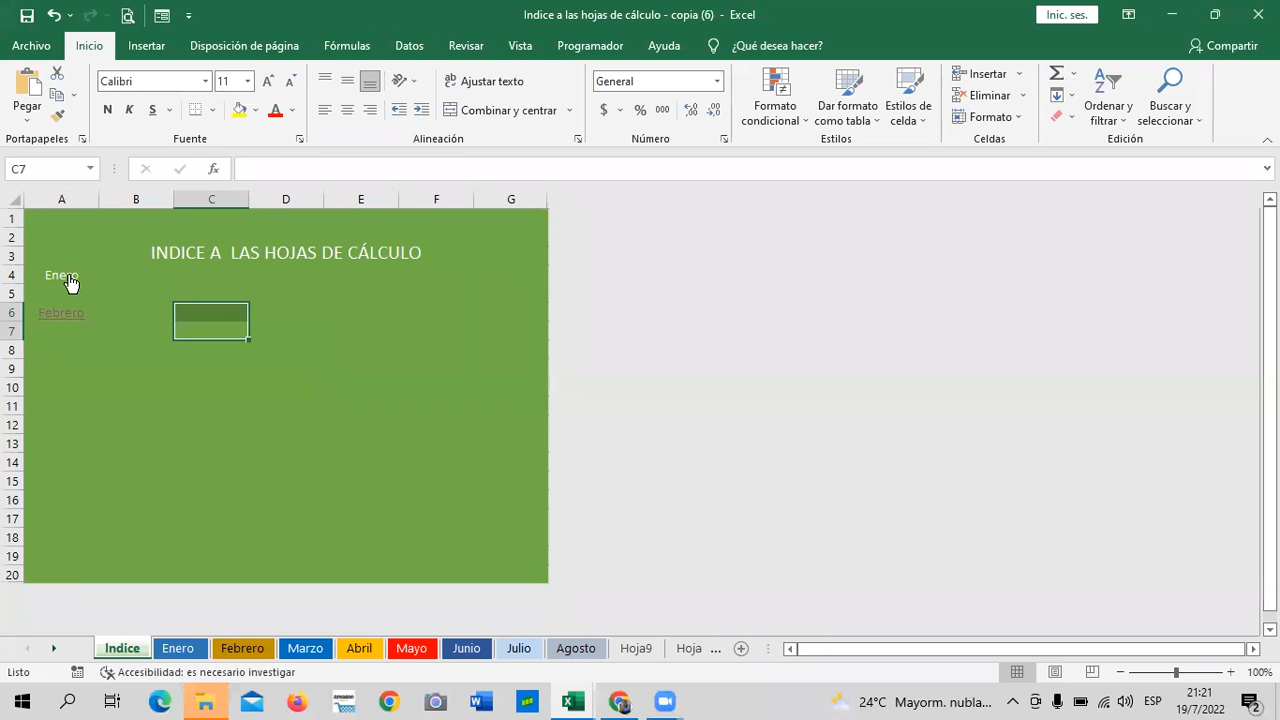 Indice a las hojas de cálculo - copia (6) - Excel
Inic. ses.
Archivo Inicio Insertar Disposición de página Fórmulas Datos Revisar Vista Programador Ayuda ¿Qué desea hacer? Compartir
Pegar
Calibri 11
N K S
Ajustar texto
Combinar y centrar
General
$ % 000
Formato condicional
Dar formato como tabla
Estilos de celda
Insertar
Eliminar
Formato
Ordenar y filtrar
Buscar y seleccionar
Portapapeles Fuente Alineación Número Estilos Celdas Edición
C7 fx
A B C D E F G
1
2
3 INDICE A LAS HOJAS DE CÁLCULO
4 Enero
5
6 Febrero
7
8
9
10
11
12
13
14
15
16
17
18
19
20
Indice Enero Febrero Marzo Abril Mayo Junio Julio Agosto Hoja9 Hoja ...
Listo Accesibilidad: es necesario investigar 100%
24°C Mayorm. nubla... ESP 21:21
19/7/2022 2